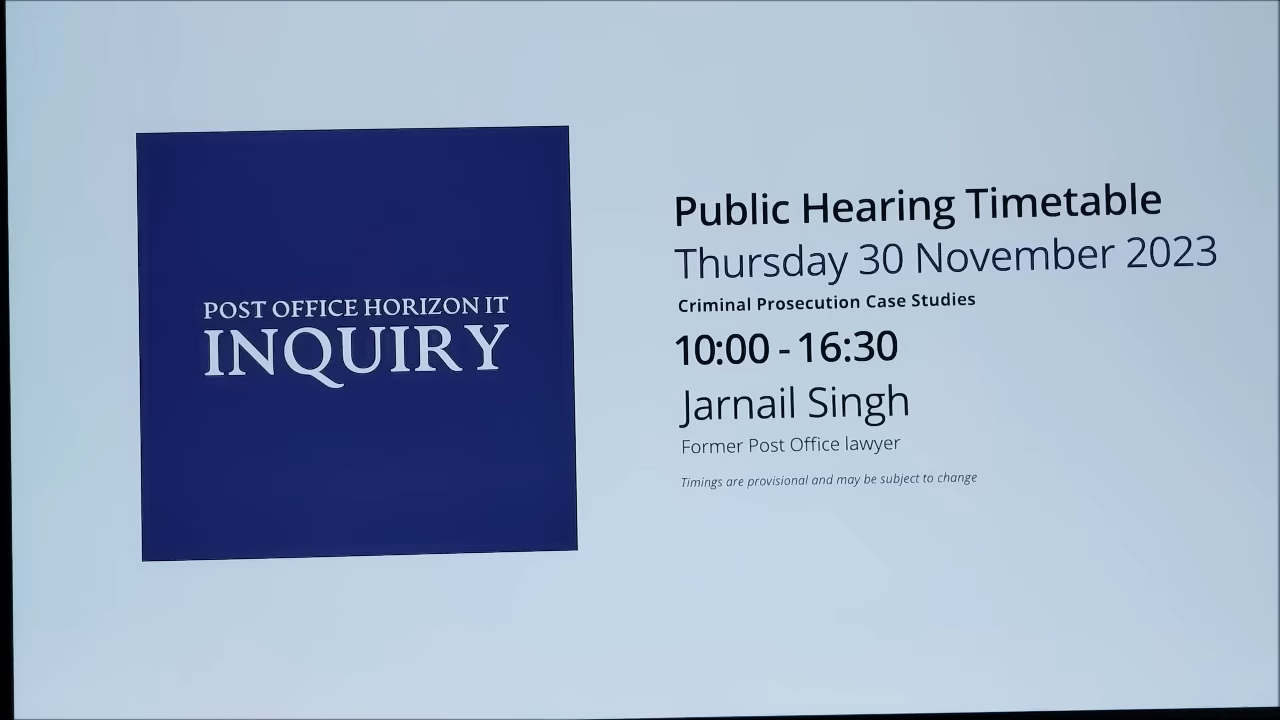 POST OFFICE HORIZON IT
INQUIRY
Public Hearing Timetable
Thursday 30 November 2023
Criminal Prosecution Case Studies
10:00 - 16:30
Jarnail Singh
Former Post Office lawyer
Timings are provisional and may be subject to change